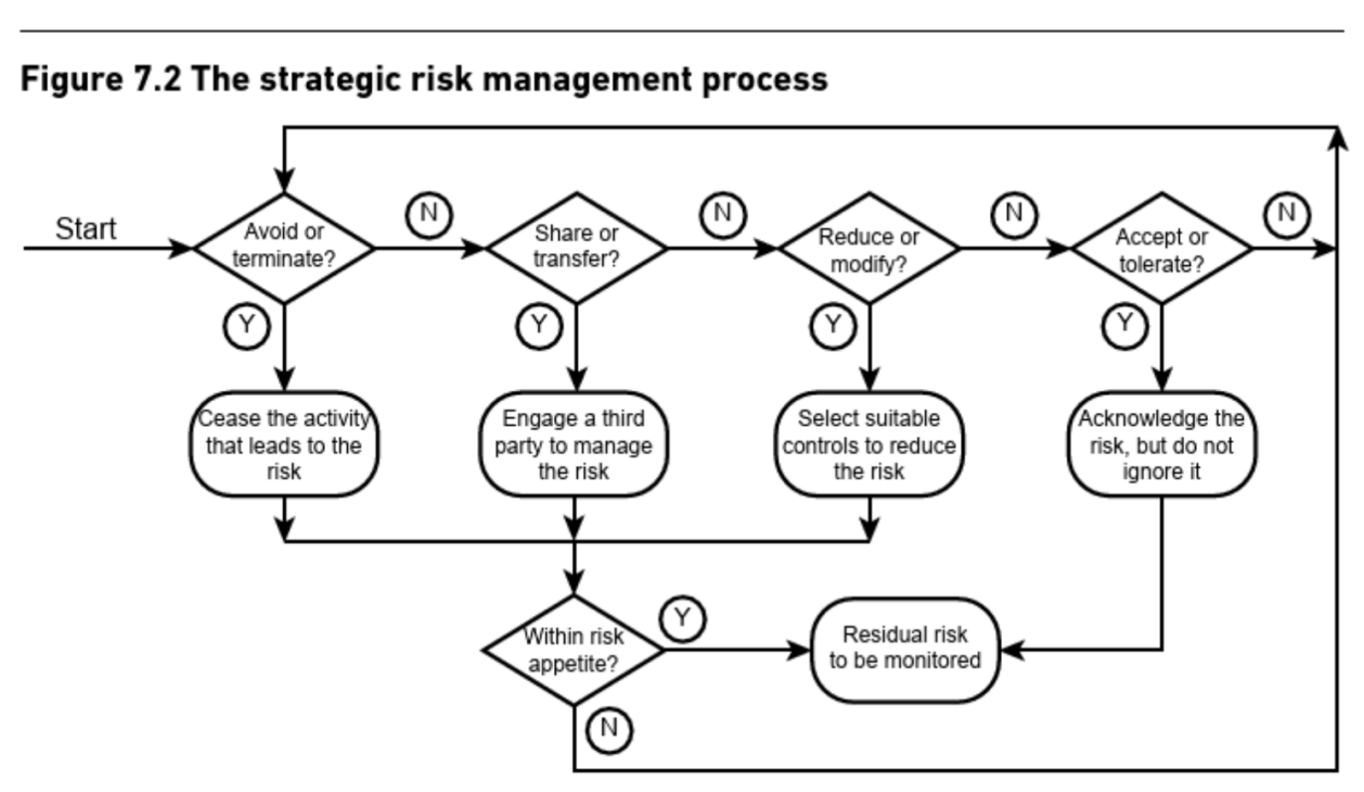 Figure 7.2 The strategic risk management process
Start
Avoid or
terminate?
N
Share or
transfer?
N
Reduce or
modify?
N
Accept or
tolerate?
N
Y
Y
Y
Y
Cease the activity
that leads to the
risk
Engage a third
party to manage
the risk
Select suitable
controls to reduce
the risk
Acknowledge the
risk, but do not
ignore it
Within risk
appetite?
Y
Residual risk
to be monitored
N